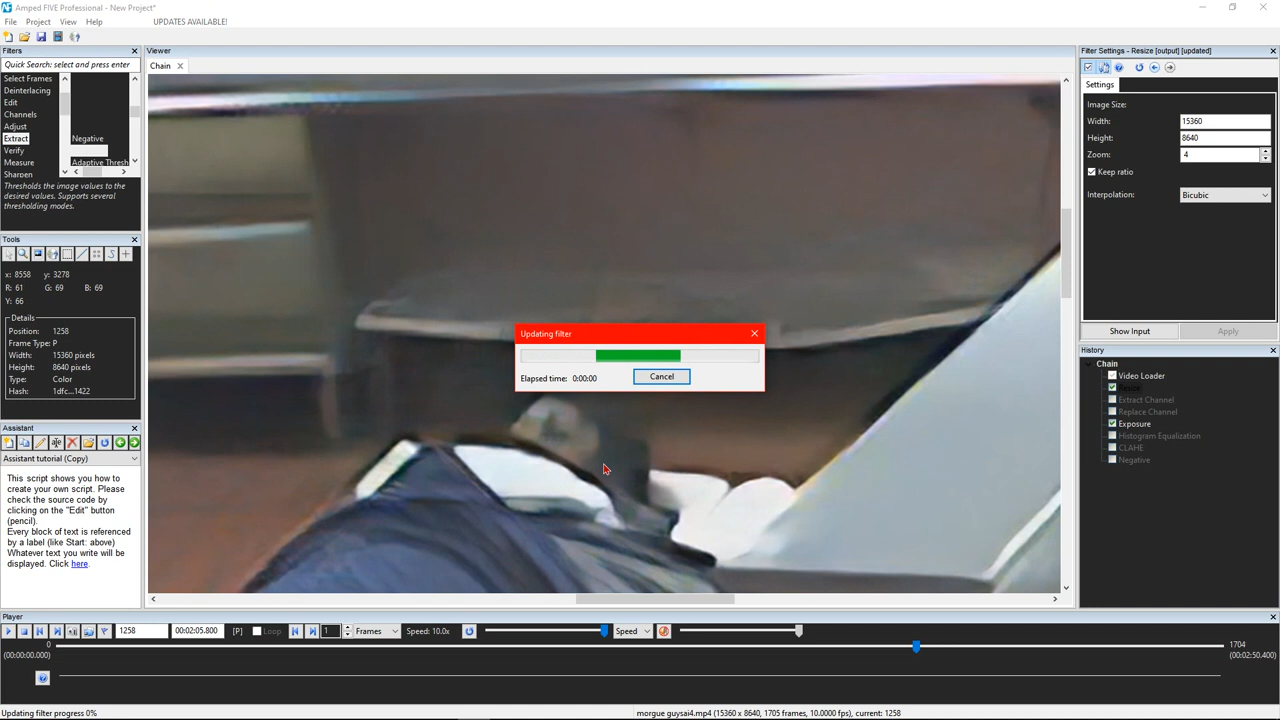 Amped FIVE Professional - New Project*
File Project View Help UPDATES AVAILABLE!
Filters
Quick Search: select and press enter
Select Frames
Deinterlacing
Edit
Channels
Adjust
Extract
Verify
Measure
Sharpen
Negative
Adaptive Thresh
Thresholds the image values to the
desired values. Supports several
thresholding modes.
Tools
x: 8558 y: 3278
R: 61 G: 69 B: 69
Y: 66
Details
Position: 1258
Frame Type: P
Width: 15360 pixels
Height: 8640 pixels
Type: Color
Hash: 1dfc...1422
Assistant
Assistant tutorial (Copy)
This script shows you how to
create your own script. Please
check the source code by
clicking on the "Edit" button
(pencil).
Every block of text is referenced
by a label (like Start: above)
Whatever text you write will be
displayed. Click here.
Viewer
Chain
Updating filter
Elapsed time: 0:00:00 Cancel
Filter Settings - Resize [output] [updated]
Settings
Image Size:
Width: 15360
Height: 8640
Zoom: 4
Keep ratio
Interpolation: Bicubic
Show Input Apply
History
Chain
Video Loader
Resize
Extract Channel
Replace Channel
Exposure
Histogram Equalization
CLAHE
Negative
Player
1258 00:02:05.800 [P] Loop 1 Frames Speed: 10.0x Speed
0 1704
(00:00:00.000) (00:02:50.400)
Updating filter progress 0% morgue guysai4.mp4 (15360 x 8640, 1705 frames, 10.0000 fps), current: 1258